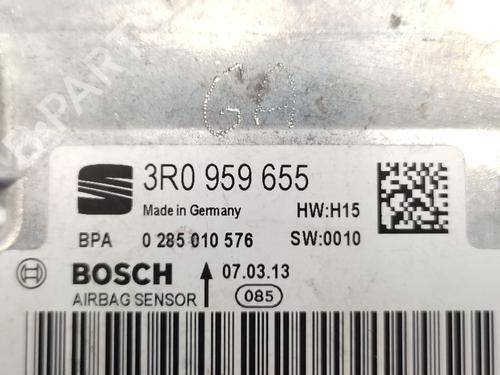 GA
3R0 959 655
Made in Germany HW:H15
BPA 0 285 010 576 SW:0010
BOSCH 07.03.13
AIRBAG SENSOR 085
B-PARTS